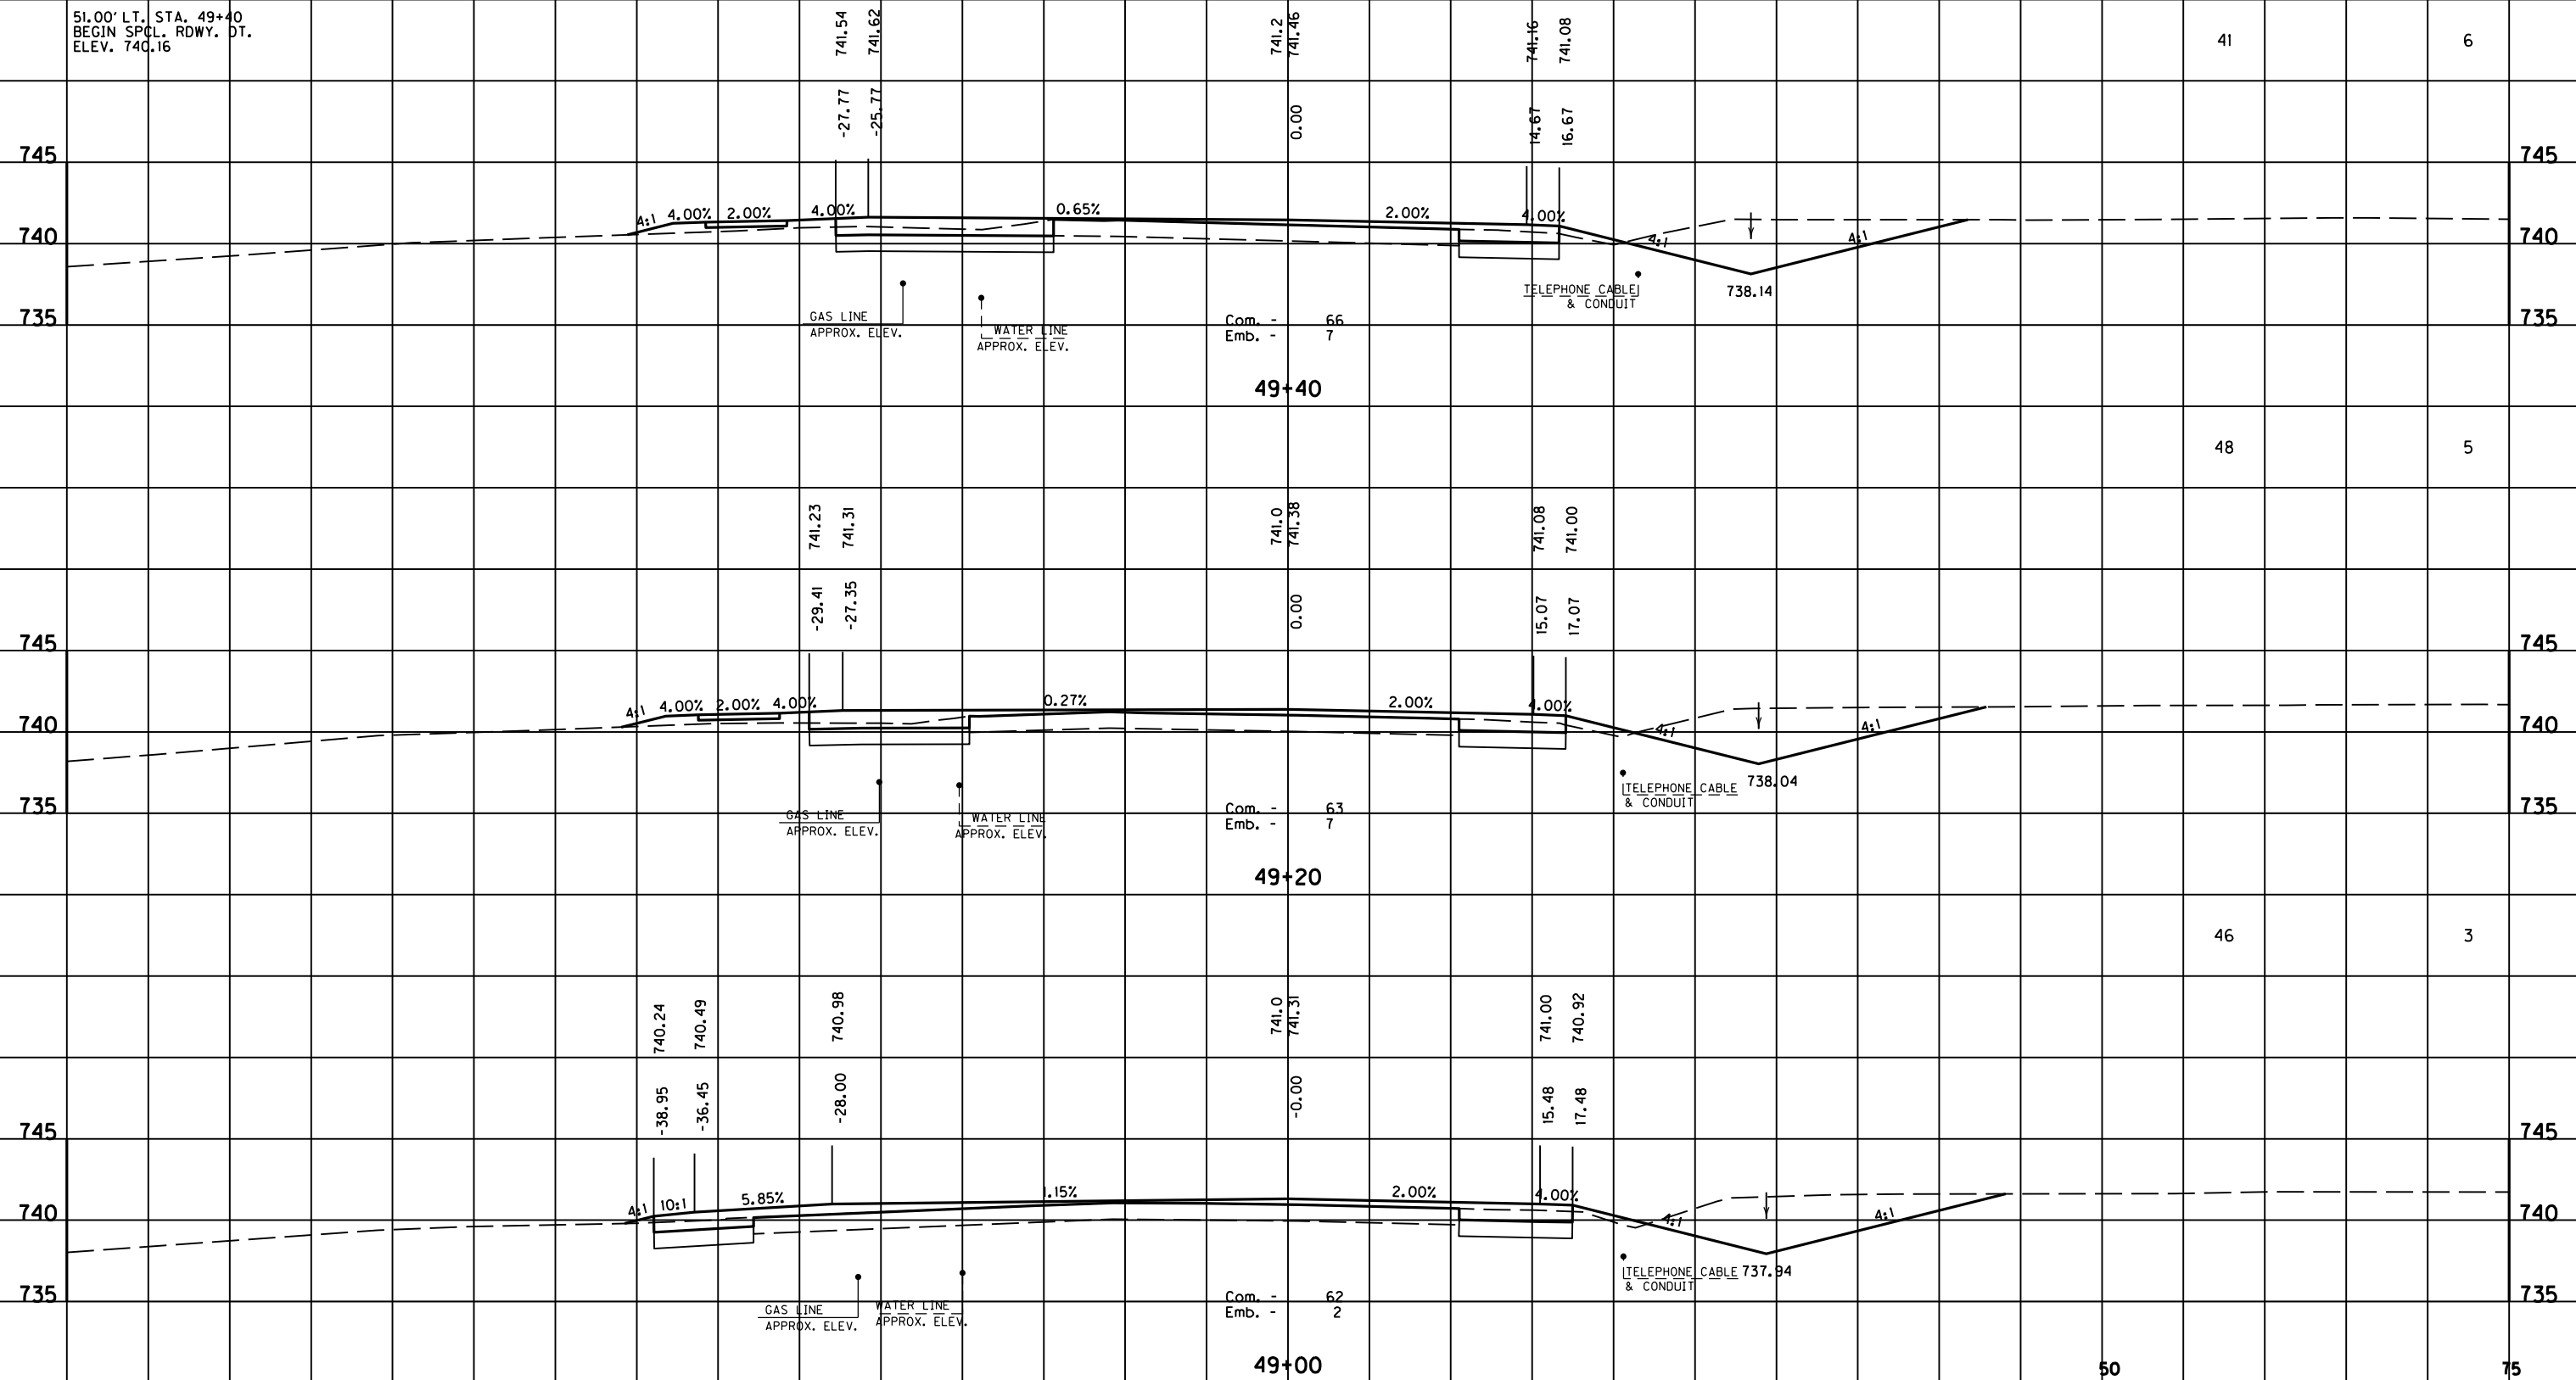 51.00' LT. STA. 49+40
BEGIN SPCL. RDWY. DT.
ELEV. 740.16
741.54 741.62 741.2 741.46 741.16 741.08
41 6
-27.77 -25.77 0.00 14.67 16.67
745 745
4:1 4.00% 2.00% 4.00% 0.65% 2.00% 4.00% 4:1 4:1
740 740
TELEPHONE CABLE
& CONDUIT
738.14
GAS LINE
APPROX. ELEV.
WATER LINE
APPROX. ELEV.
735 735
Com. - 66
Emb. - 7
49+40
48 5
741.23 741.31 741.0 741.38 741.08 741.00
-29.41 -27.35 0.00 15.07 17.07
745 745
4:1 4.00% 2.00% 4.00% 0.27% 2.00% 4.00% 4:1 4:1
740 740
TELEPHONE CABLE
& CONDUIT
738.04
GAS LINE
APPROX. ELEV.
WATER LINE
APPROX. ELEV.
735 735
Com. - 63
Emb. - 7
49+20
46 3
740.24 740.49 740.98 741.0 741.31 741.00 740.92
-38.95 -36.45 -28.00 -0.00 15.48 17.48
745 745
4:1 10:1 5.85% 1.15% 2.00% 4.00% 4:1 4:1
740 740
TELEPHONE CABLE
& CONDUIT
737.94
735 735
GAS LINE
APPROX. ELEV.
WATER LINE
APPROX. ELEV.
Com. - 62
Emb. - 2
49+00
50 75